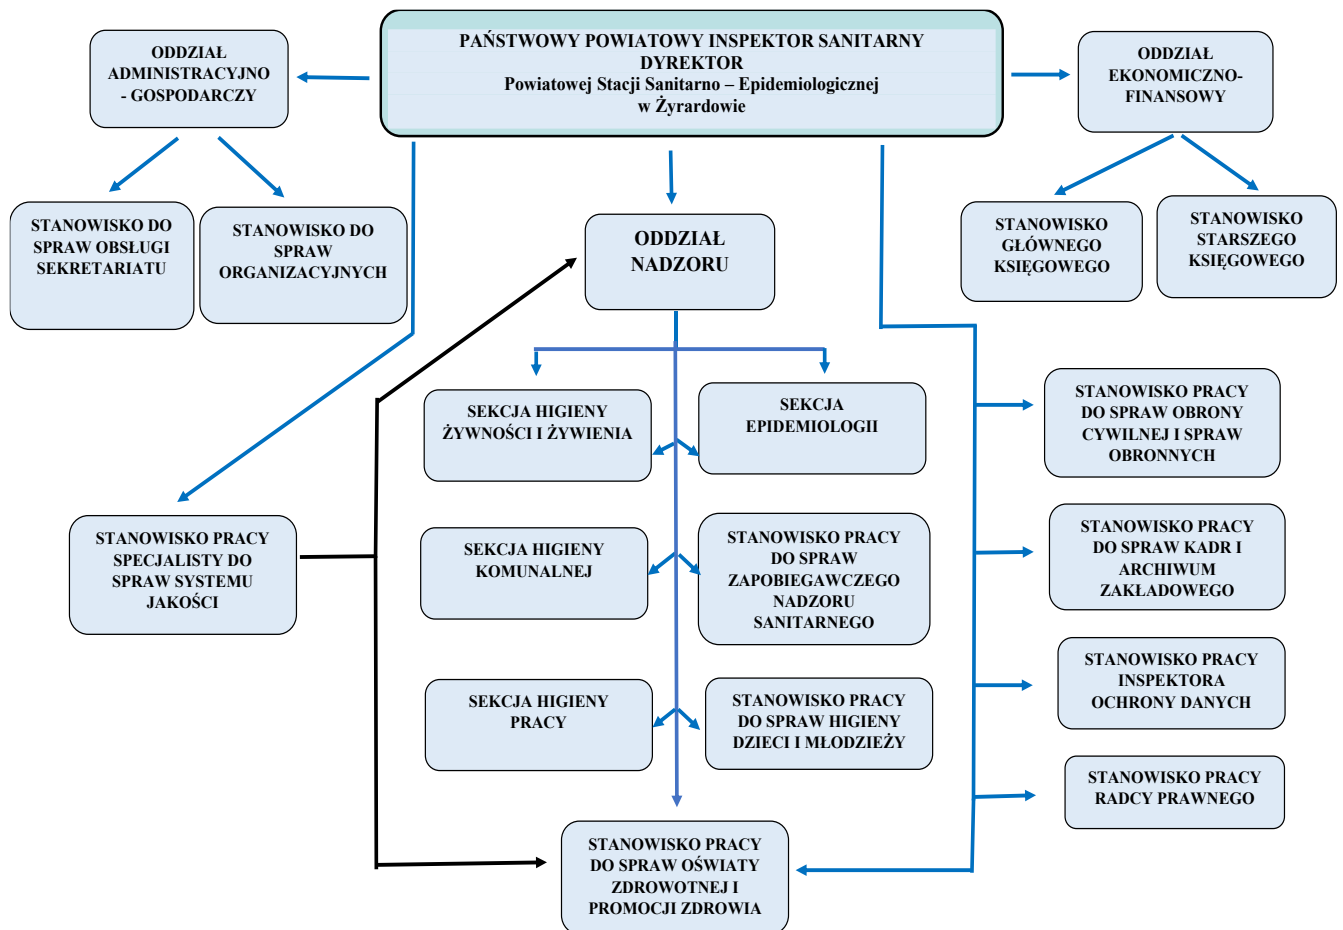 ODDZIAŁ
ADMINISTRACYJNO
- GOSPODARCZY
PAŃSTWOWY POWIATOWY INSPEKTOR SANITARNY
DYREKTOR
Powiatowej Stacji Sanitarno – Epidemiologicznej
w Żyrardowie
ODDZIAŁ
EKONOMICZNO-
FINANSOWY
STANOWISKO DO
SPRAW OBSŁUGI
SEKRETARIATU
STANOWISKO DO
SPRAW
ORGANIZACYJNYCH
ODDZIAŁ
NADZORU
STANOWISKO
GŁÓWNEGO
KSIĘGOWEGO
STANOWISKO
STARSZEGO
KSIĘGOWEGO
SEKCJA HIGIENY
ŻYWNOŚCI I ŻYWIENIA
SEKCJA
EPIDEMIOLOGII
STANOWISKO PRACY
DO SPRAW OBRONY
CYWILNEJ I SPRAW
OBRONNYCH
STANOWISKO PRACY
SPECJALISTY DO
SPRAW SYSTEMU
JAKOŚCI
SEKCJA HIGIENY
KOMUNALNEJ
STANOWISKO PRACY
DO SPRAW
ZAPOBIEGAWCZEGO
NADZORU
SANITARNEGO
STANOWISKO PRACY
DO SPRAW KADR I
ARCHIWUM
ZAKŁADOWEGO
SEKCJA HIGIENY
PRACY
STANOWISKO PRACY
DO SPRAW HIGIENY
DZIECI I MŁODZIEŻY
STANOWISKO PRACY
INSPEKTORA
OCHRONY DANYCH
STANOWISKO PRACY
RADCY PRAWNEGO
STANOWISKO PRACY
DO SPRAW OŚWIATY
ZDROWOTNEJ I
PROMOCJI ZDROWIA